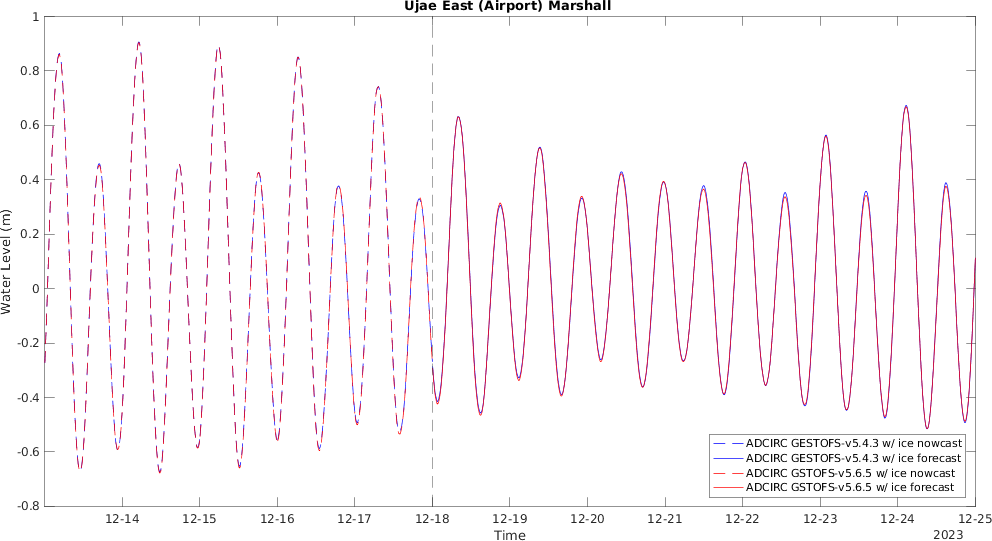 Ujae East (Airport) Marshall
1
0.8
0.6
0.4
0.2
0
-0.2
-0.4
-0.6
-0.8
Water Level (m)
12-14 12-15 12-16 12-17 12-18 12-19 12-20 12-21 12-22 12-23 12-24 12-25
Time
2023
ADCIRC GESTOFS-v5.4.3 w/ ice nowcast
ADCIRC GESTOFS-v5.4.3 w/ ice forecast
ADCIRC GSTOFS-v5.6.5 w/ ice nowcast
ADCIRC GSTOFS-v5.6.5 w/ ice forecast